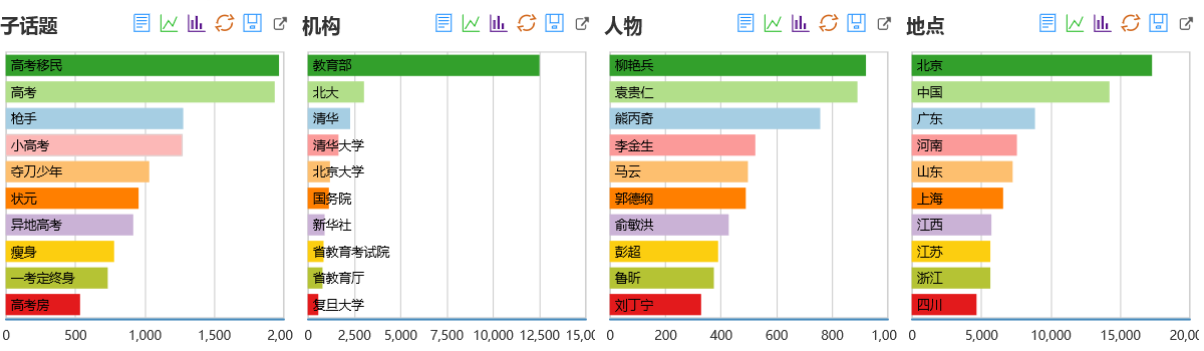 子话题
高考移民
高考
枪手
小高考
夺刀少年
状元
异地高考
瘦身
一考定终身
高考房
0 500 1,000 1,500 2,00
机构
教育部
北大
清华
清华大学
北京大学
国务院
新华社
省教育考试院
省教育厅
复旦大学
0 2,500 5,000 7,500 10,000 12,500 15,00
人物
柳艳兵
袁贵仁
熊丙奇
李金生
马云
郭德纲
俞敏洪
彭超
鲁昕
刘丁宁
0 200 400 600 800 1,00
地点
北京
中国
广东
河南
山东
上海
江西
江苏
浙江
四川
0 5,000 10,000 15,000 20,00